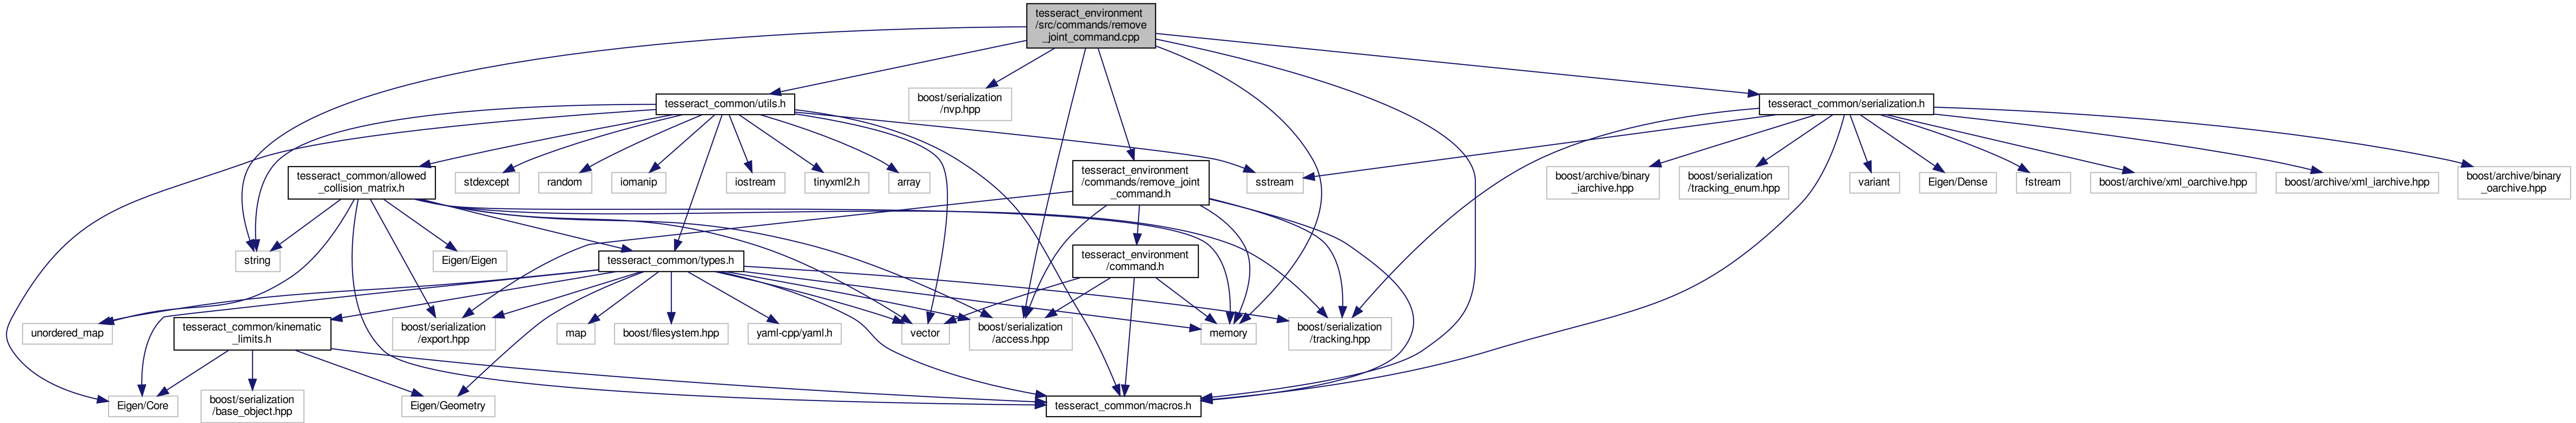 tesseract_environment
/src/commands/remove
_joint_command.cpp
tesseract_common/utils.h
boost/serialization
/nvp.hpp
tesseract_common/serialization.h
tesseract_common/allowed
_collision_matrix.h
stdexcept
random
iomanip
iostream
tinyxml2.h
array
tesseract_environment
/commands/remove_joint
_command.h
sstream
boost/archive/binary
_iarchive.hpp
boost/serialization
/tracking_enum.hpp
variant
Eigen/Dense
fstream
boost/archive/xml_oarchive.hpp
boost/archive/xml_iarchive.hpp
boost/archive/binary
_oarchive.hpp
string
Eigen/Eigen
tesseract_common/types.h
tesseract_environment
/command.h
unordered_map
tesseract_common/kinematic
_limits.h
boost/serialization
/export.hpp
map
boost/filesystem.hpp
yaml-cpp/yaml.h
vector
boost/serialization
/access.hpp
memory
boost/serialization
/tracking.hpp
Eigen/Core
boost/serialization
/base_object.hpp
Eigen/Geometry
tesseract_common/macros.h